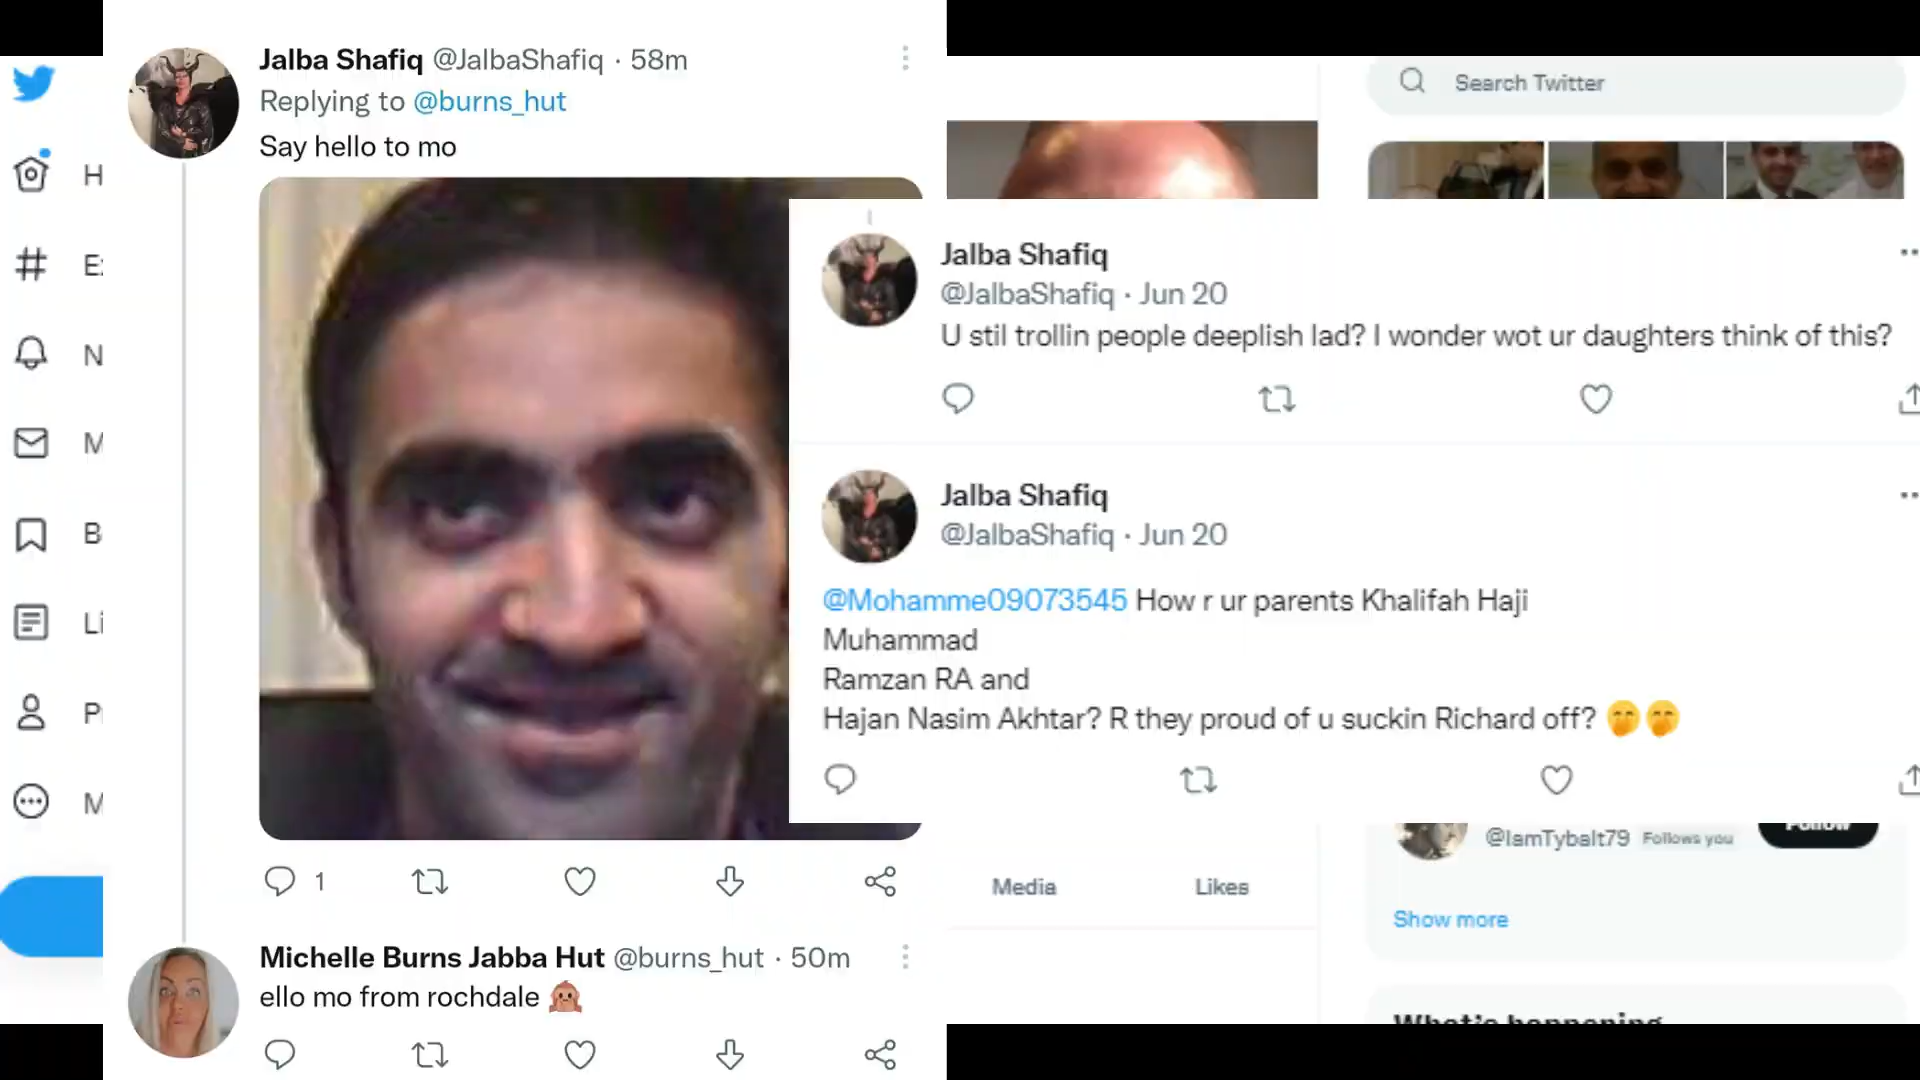 Jalba Shafiq @JalbaShafiq · 58m
Replying to @burns_hut
Say hello to mo
1
Michelle Burns Jabba Hut @burns_hut · 50m
ello mo from rochdale 🙊
H
E
N
M
B
Li
P
M
Search Twitter
Jalba Shafiq
@JalbaShafiq · Jun 20
U stil trollin people deeplish lad? I wonder wot ur daughters think of this?
Jalba Shafiq
@JalbaShafiq · Jun 20
@Mohamme09073545 How r ur parents Khalifah Haji
Muhammad
Ramzan RA and
Hajan Nasim Akhtar? R they proud of u suckin Richard off? 🤭🤭
@IamTybalt79 Follows you
Follow
Media Likes
Show more
What's happening